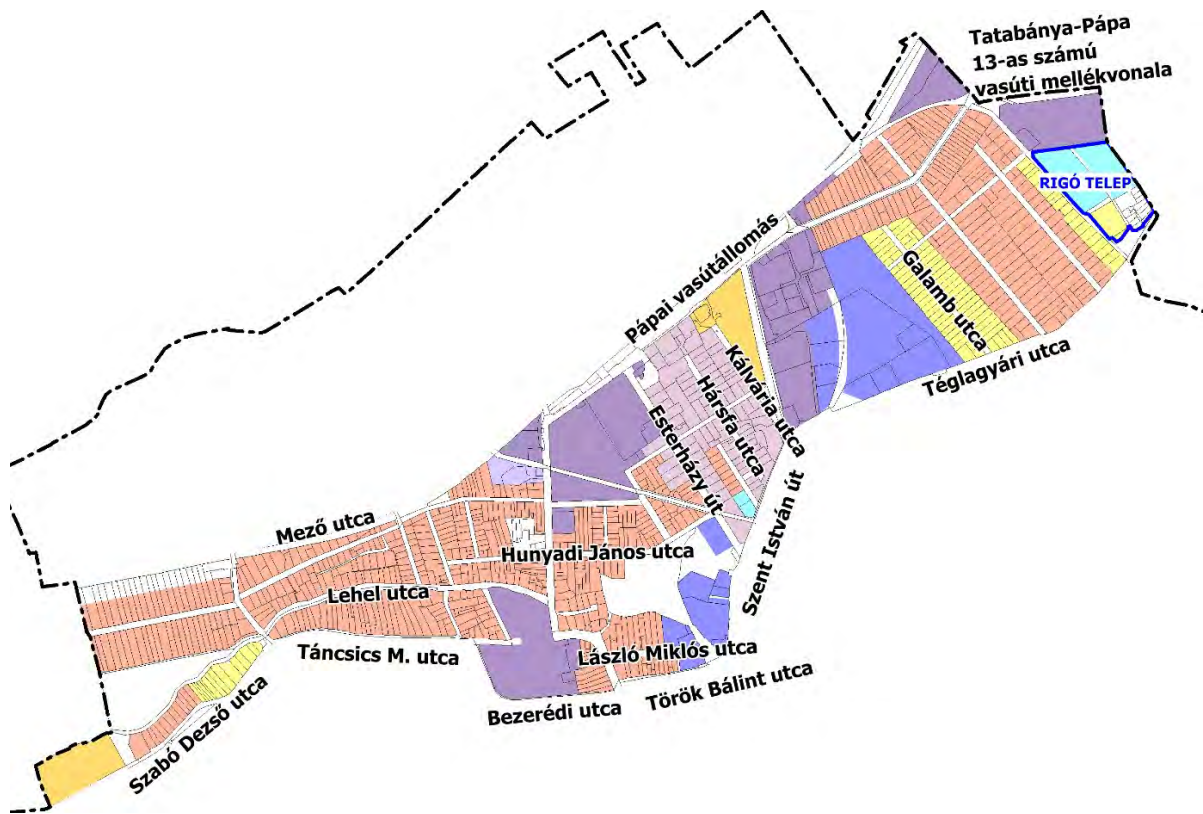 Tatabánya-Pápa
13-as számú
vasúti mellékvonala
RIGÓ TELEP
Pápai vasútállomás
Galamb utca
Téglagyári utca
Kálvária utca
Hársfa utca
Esterházy út
Szent István út
Mező utca
Hunyadi János utca
Lehel utca
Táncsics M. utca
László Miklós utca
Török Bálint utca
Bezerédi utca
Szabó Dezső utca